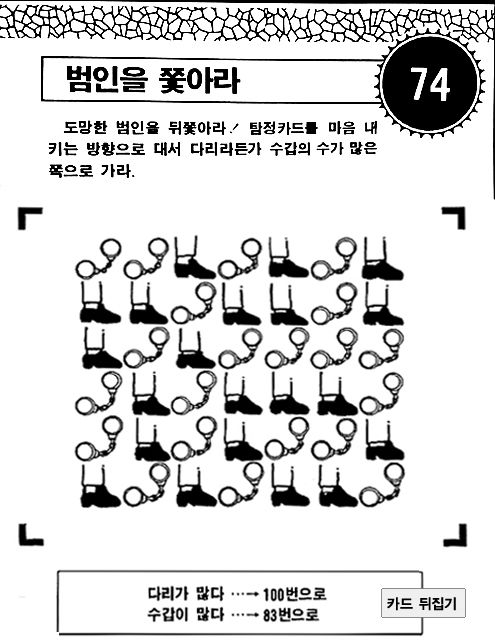 74
범인을 쫓아라
도망한 범인을 뒤쫓아라! 탐정카드를 마음 내
키는 방향으로 대서 다리라든가 수갑의 수가 많은
쪽으로 가라.
다리가 많다 …→ 100번으로
수갑이 많다 …→ 83번으로
카드 뒤집기